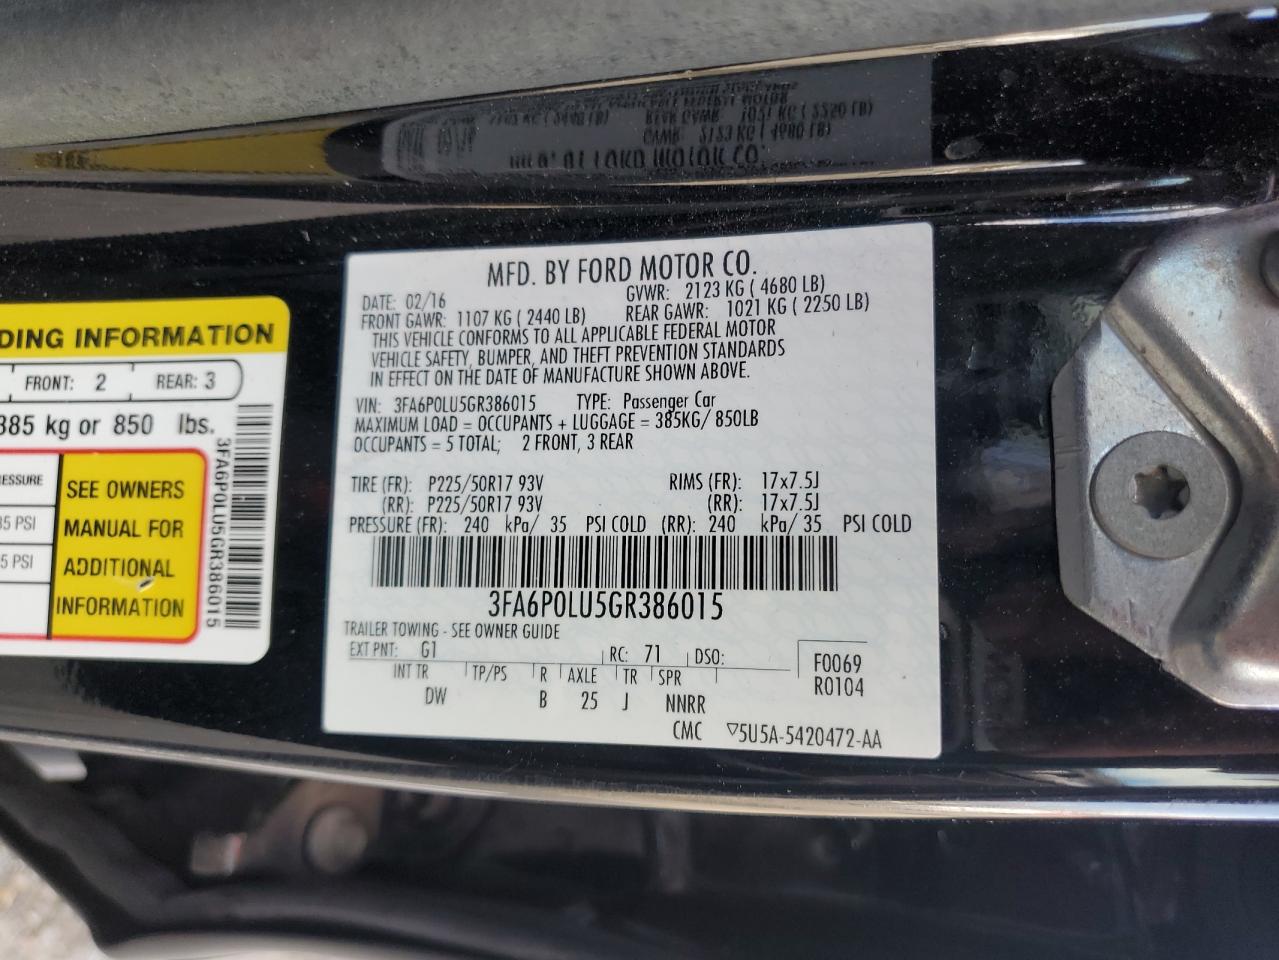 MFD. BY FORD MOTOR CO.
DATE: 02/16 GVWR: 2123 KG ( 4680 LB)
FRONT GAWR: 1107 KG ( 2440 LB) REAR GAWR: 1021 KG ( 2250 LB)
THIS VEHICLE CONFORMS TO ALL APPLICABLE FEDERAL MOTOR
VEHICLE SAFETY, BUMPER, AND THEFT PREVENTION STANDARDS
IN EFFECT ON THE DATE OF MANUFACTURE SHOWN ABOVE.
VIN: 3FA6P0LU5GR386015 TYPE: Passenger Car
MAXIMUM LOAD = OCCUPANTS + LUGGAGE = 385KG/ 850LB
OCCUPANTS = 5 TOTAL; 2 FRONT, 3 REAR
TIRE (FR): P225/50R17 93V RIMS (FR): 17x7.5J
(RR): P225/50R17 93V (RR): 17x7.5J
PRESSURE (FR): 240 kPa/ 35 PSI COLD (RR): 240 kPa/ 35 PSI COLD
3FA6P0LU5GR386015
TRAILER TOWING - SEE OWNER GUIDE
EXT PNT: G1 RC: 71 DSO: F0069
R0104
INT TR TP/PS R AXLE TR SPR
DW B 25 J NNRR
CMC ▽5U5A-5420472-AA
DING INFORMATION
FRONT: 2 REAR: 3
385 kg or 850 lbs.
ESSURE
35 PSI
5 PSI
SEE OWNERS
MANUAL FOR
ADDITIONAL
INFORMATION
3FA6P0LU5GR386015